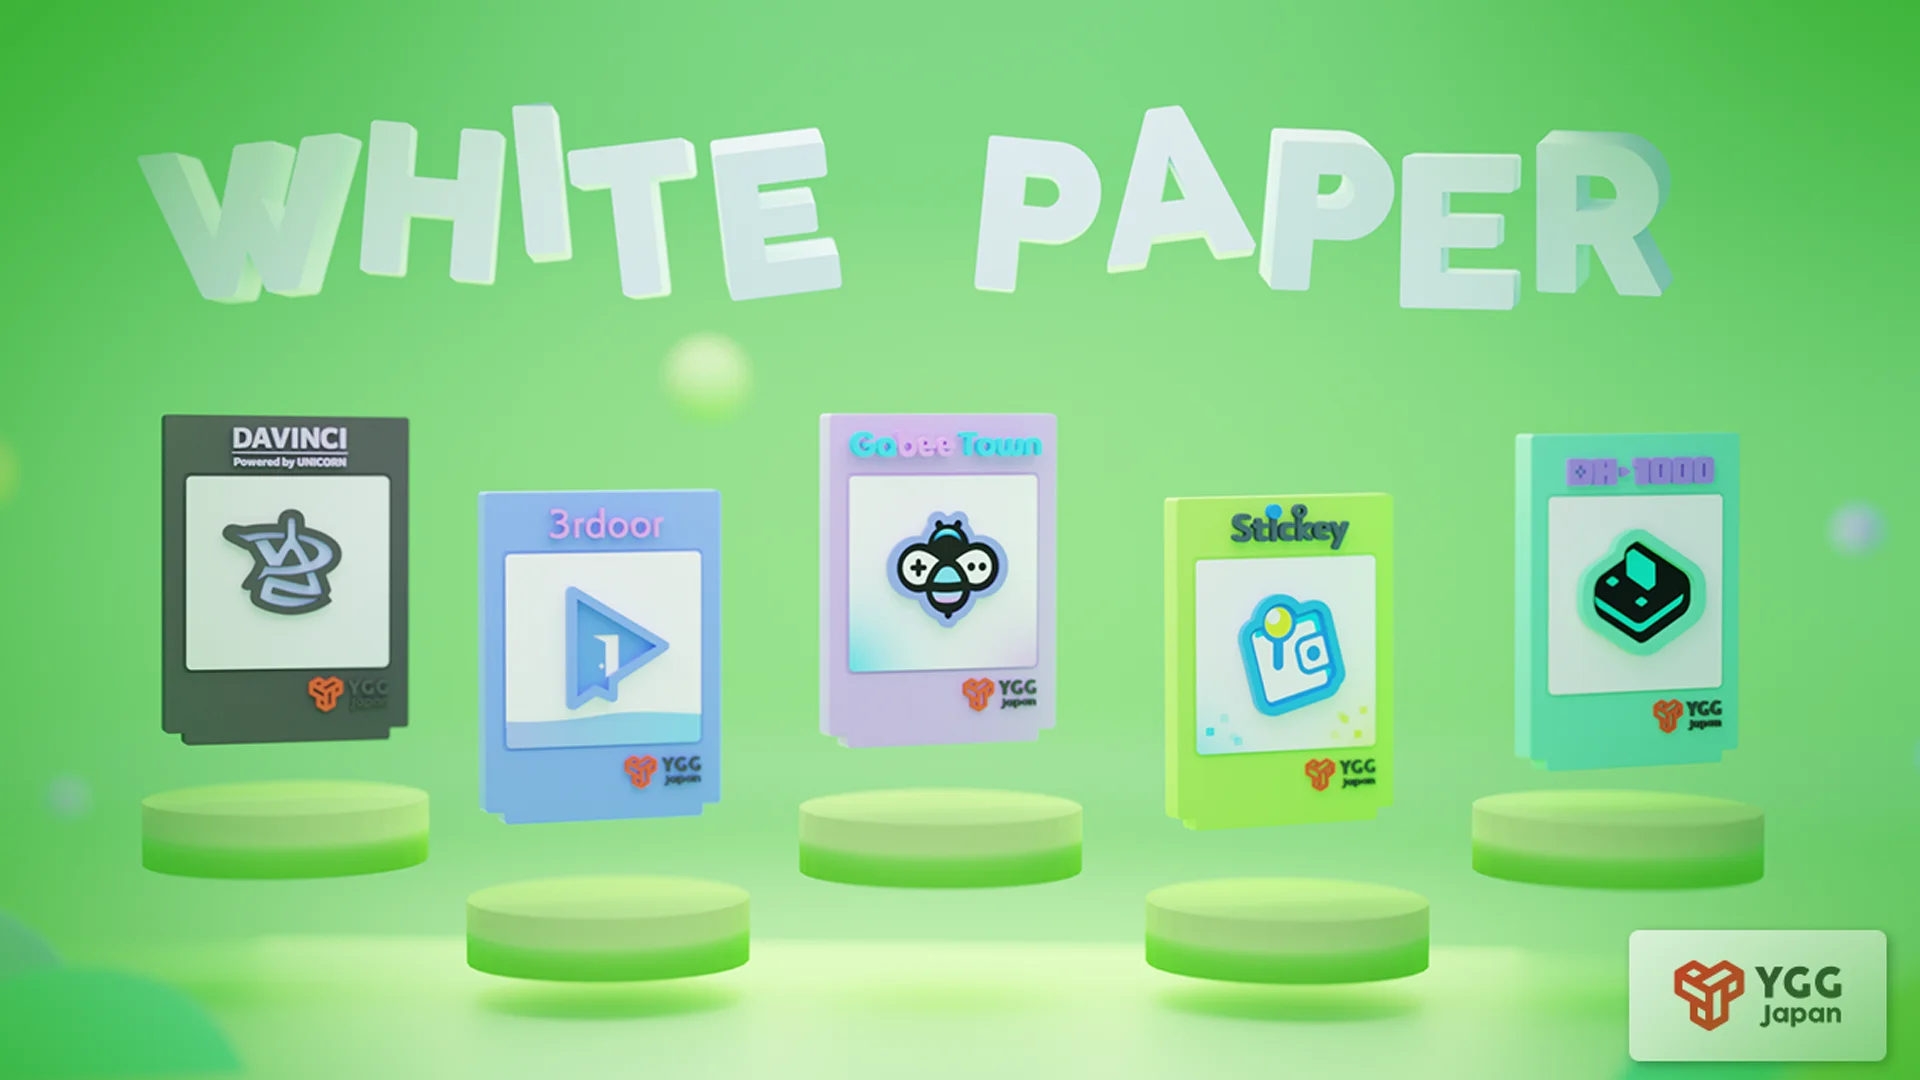 WHITE PAPER
DAVINCI
Powered by UNICORN
YGG
Japan
3rdoor
YGG
Japan
Gabee Town
YGG
Japan
Stickey
YGG
Japan
1000
YGG
Japan
YGG
Japan